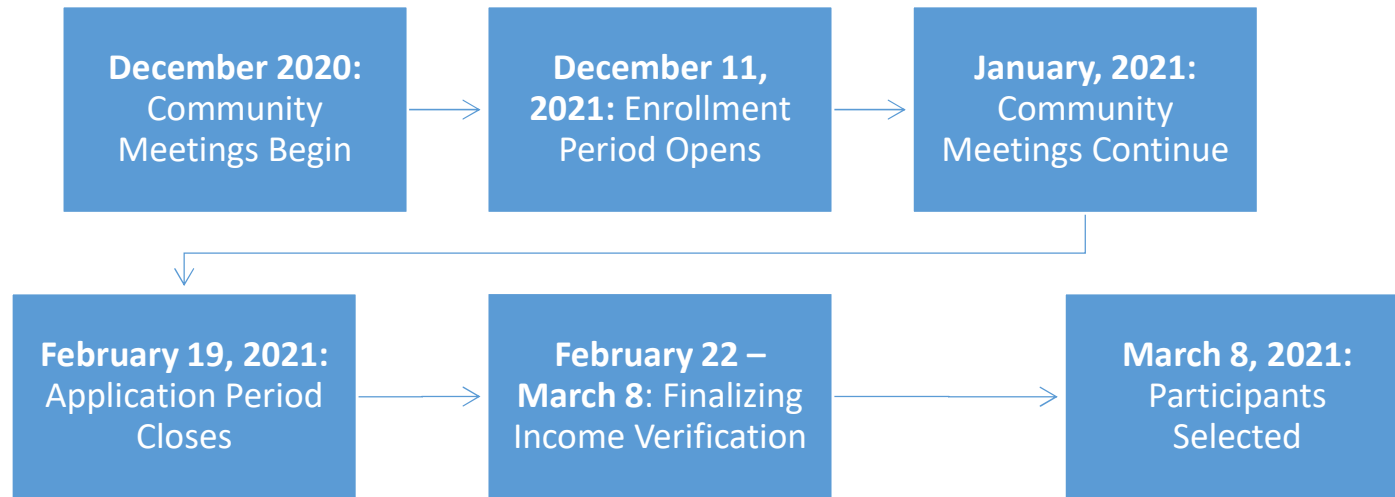 December 2020:
Community
Meetings Begin
December 11,
2021: Enrollment
Period Opens
January, 2021:
Community
Meetings Continue
February 19, 2021:
Application Period
Closes
February 22 –
March 8: Finalizing
Income Verification
March 8, 2021:
Participants
Selected